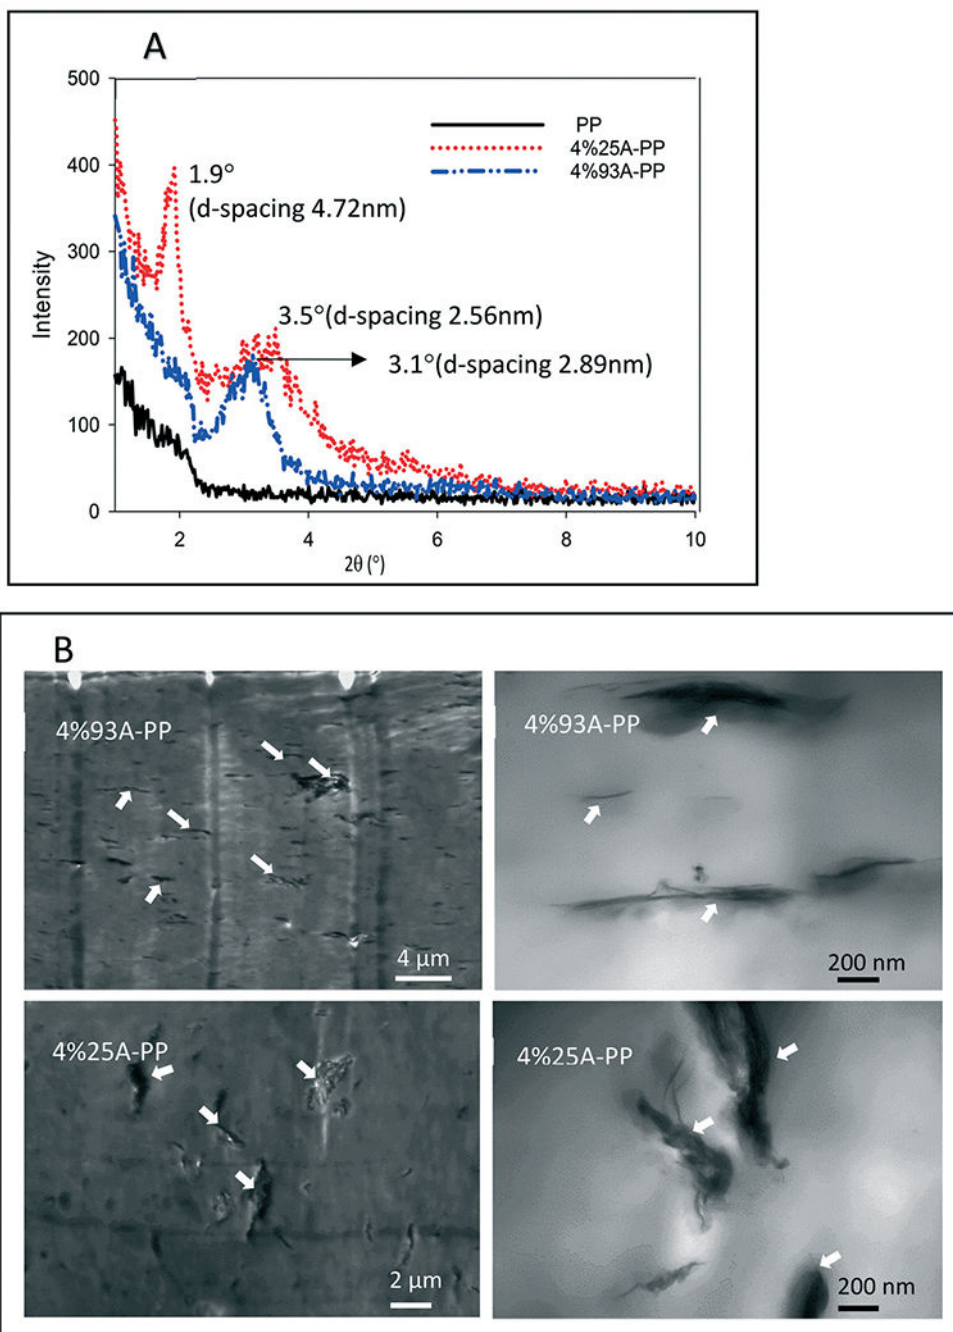 A
500
400
300
200
100
0
Intensity
2
4
6
8
10
2θ (°)
PP
4%25A-PP
4%93A-PP
1.9°
(d-spacing 4.72nm)
3.5°(d-spacing 2.56nm)
3.1°(d-spacing 2.89nm)
B
4%93A-PP
4 µm
4%93A-PP
200 nm
4%25A-PP
2 µm
4%25A-PP
200 nm